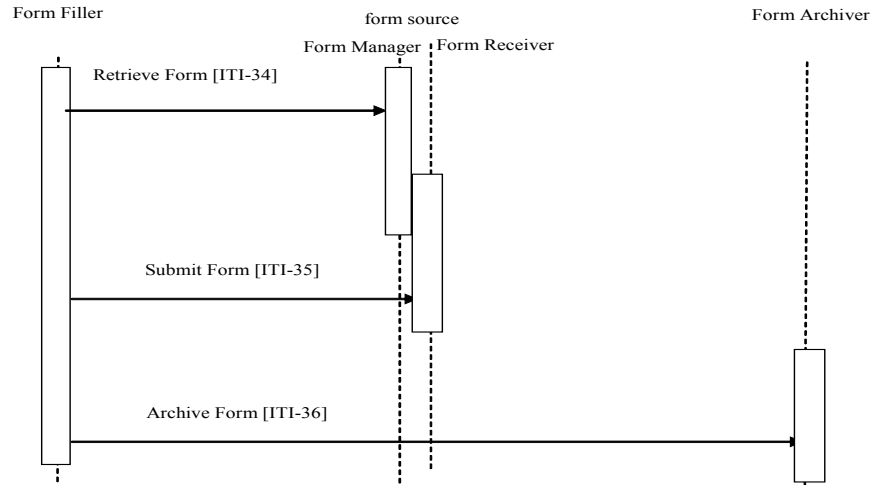 Form Filler
form source
Form Archiver
Form Manager
Form Receiver
Retrieve Form [ITI-34]
Submit Form [ITI-35]
Archive Form [ITI-36]